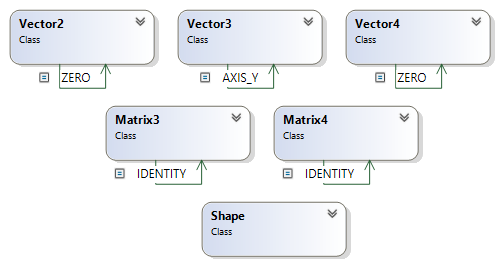 Vector2
Class
Vector3
Class
Vector4
Class
ZERO
AXIS_Y
ZERO
Matrix3
Class
Matrix4
Class
IDENTITY
IDENTITY
Shape
Class